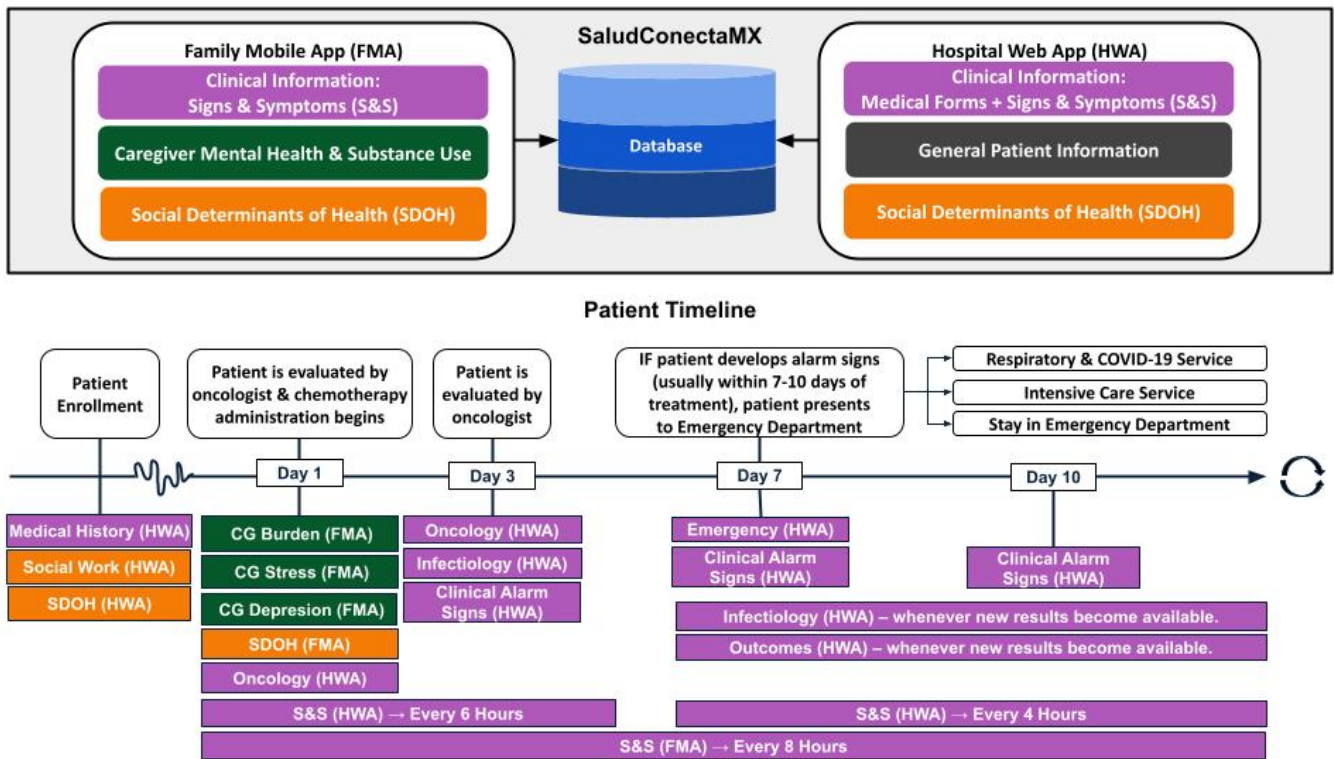 SaludConectaMX
Family Mobile App (FMA)
Clinical Information:
Signs & Symptoms (S&S)
Caregiver Mental Health & Substance Use
Social Determinants of Health (SDOH)
Database
Hospital Web App (HWA)
Clinical Information:
Medical Forms + Signs & Symptoms (S&S)
General Patient Information
Social Determinants of Health (SDOH)
Patient Timeline
Patient
Enrollment
Patient is evaluated by
oncologist & chemotherapy
administration begins
Patient is
evaluated by
oncologist
IF patient develops alarm signs
(usually within 7-10 days of
treatment), patient presents
to Emergency Department
Respiratory & COVID-19 Service
Intensive Care Service
Stay in Emergency Department
Day 1
Day 3
Day 7
Day 10
Medical History (HWA)
Social Work (HWA)
SDOH (HWA)
CG Burden (FMA)
CG Stress (FMA)
CG Depresion (FMA)
SDOH (FMA)
Oncology (HWA)
Oncology (HWA)
Infectiology (HWA)
Clinical Alarm
Signs (HWA)
Emergency (HWA)
Clinical Alarm
Signs (HWA)
Clinical Alarm
Signs (HWA)
Infectiology (HWA) – whenever new results become available.
Outcomes (HWA) – whenever new results become available.
S&S (HWA) → Every 6 Hours
S&S (HWA) → Every 4 Hours
S&S (FMA) → Every 8 Hours